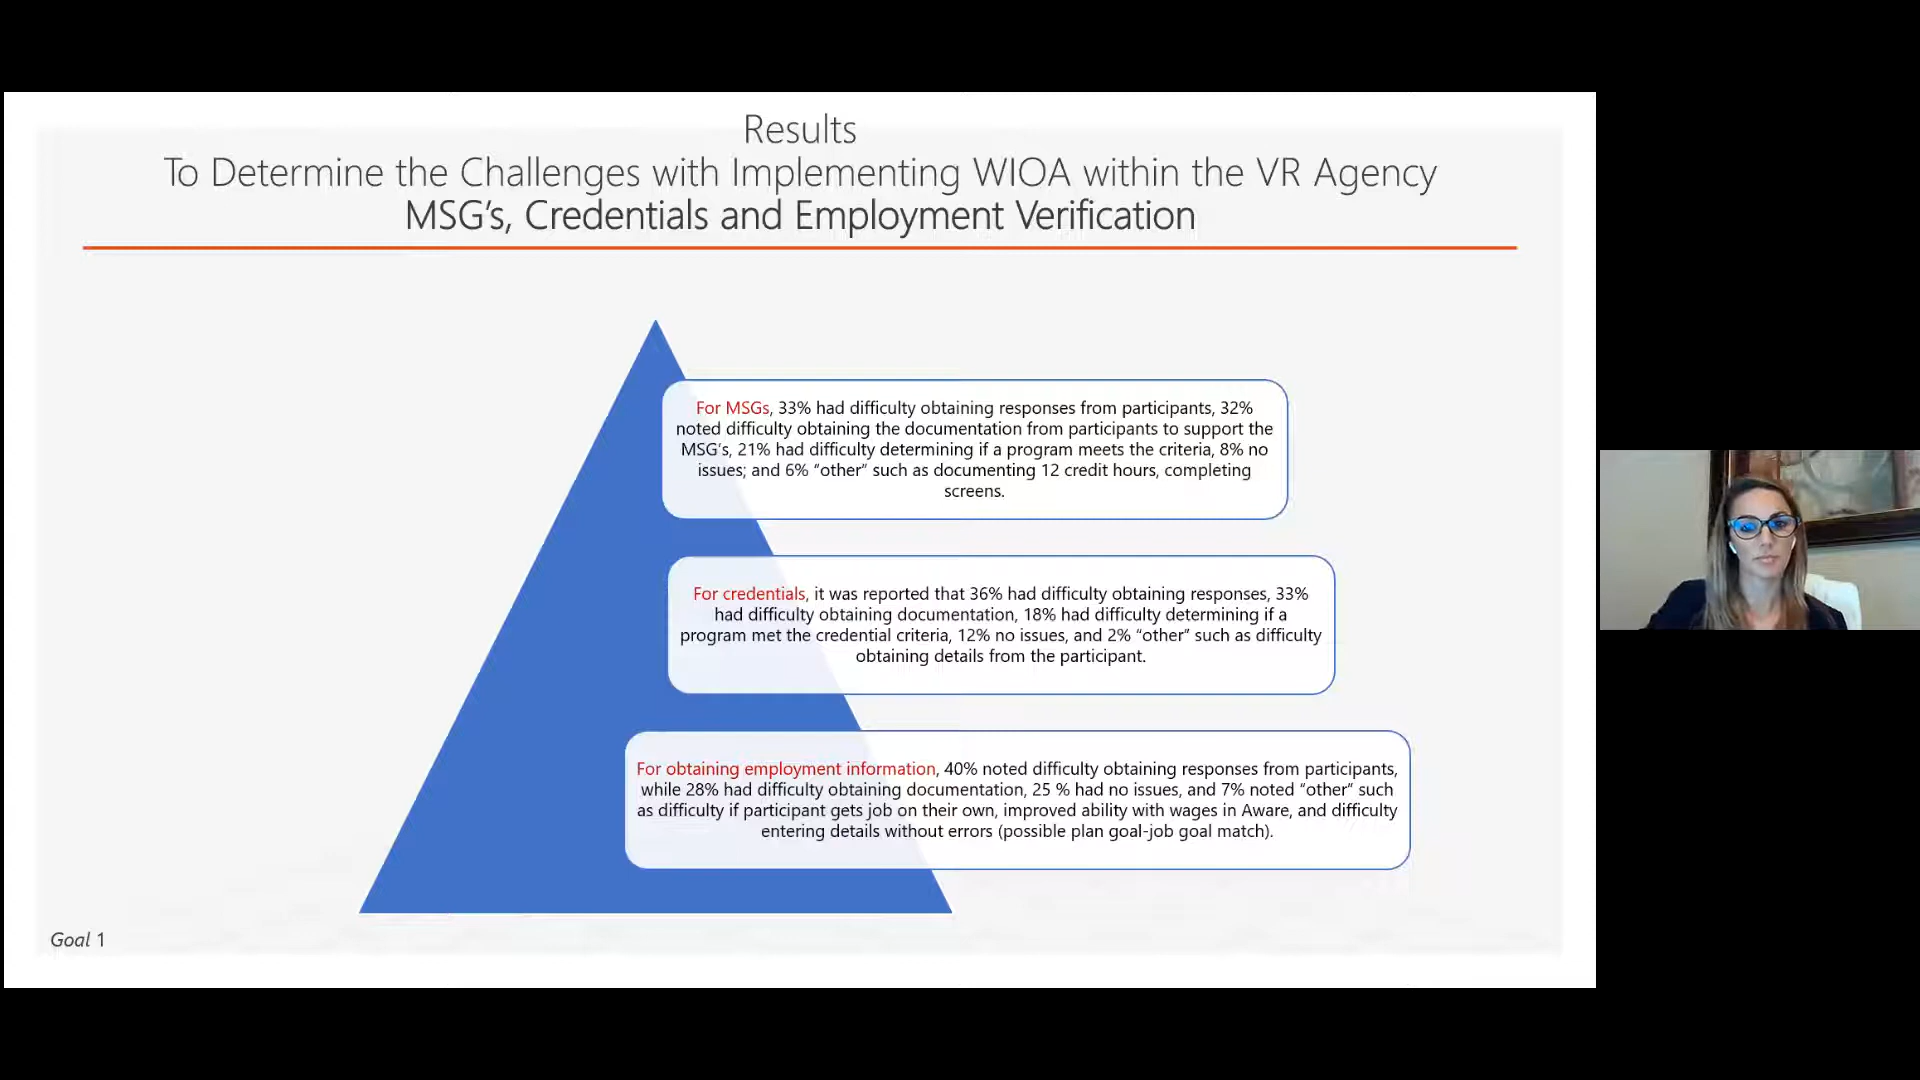 Results
To Determine the Challenges with Implementing WIOA within the VR Agency
MSG’s, Credentials and Employment Verification
For MSGs, 33% had difficulty obtaining responses from participants, 32%
noted difficulty obtaining the documentation from participants to support the
MSG’s, 21% had difficulty determining if a program meets the criteria, 8% no
issues; and 6% “other” such as documenting 12 credit hours, completing
screens.
For credentials, it was reported that 36% had difficulty obtaining responses, 33%
had difficulty obtaining documentation, 18% had difficulty determining if a
program met the credential criteria, 12% no issues, and 2% “other” such as difficulty
obtaining details from the participant.
For obtaining employment information, 40% noted difficulty obtaining responses from participants,
while 28% had difficulty obtaining documentation, 25 % had no issues, and 7% noted “other” such
as difficulty if participant gets job on their own, improved ability with wages in Aware, and difficulty
entering details without errors (possible plan goal-job goal match).
Goal 1